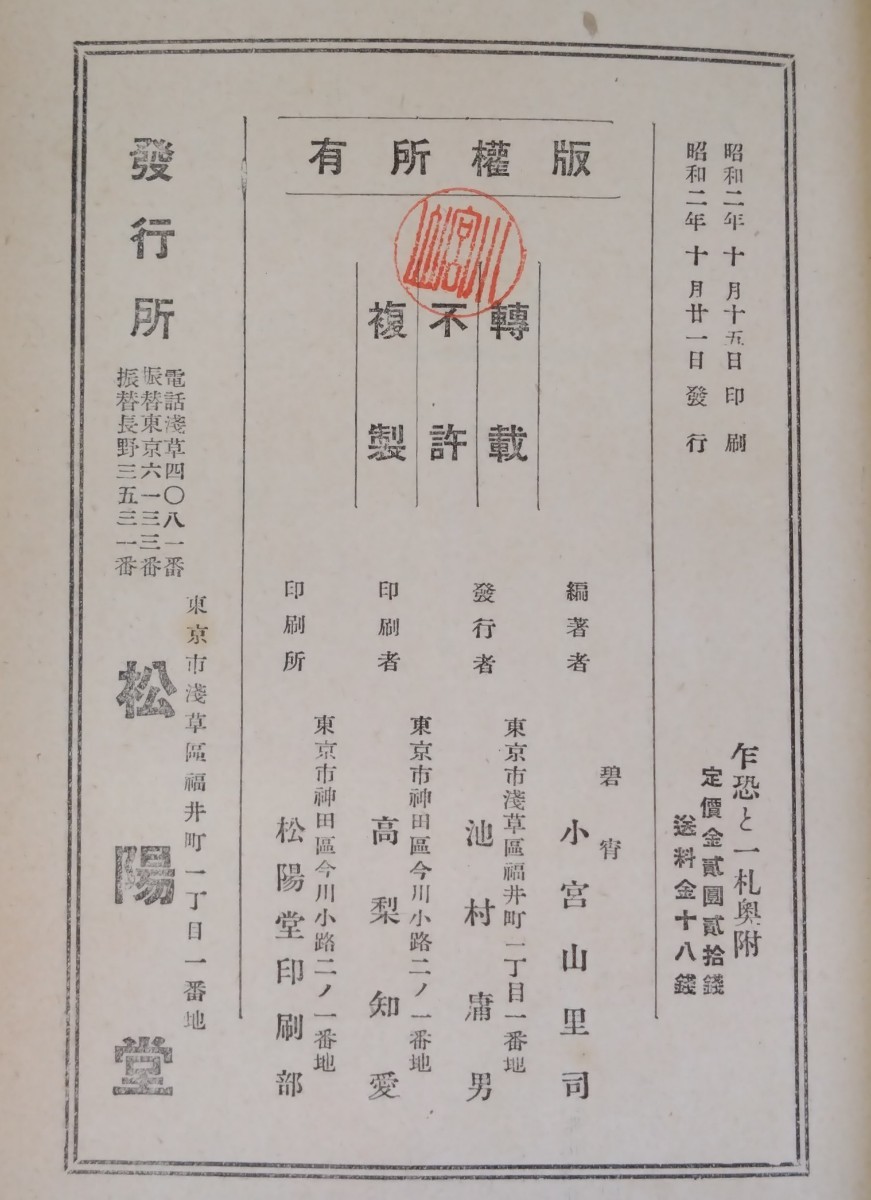 昭和二年十月十五日印刷
昭和二年十月廿一日發行
乍恐と一札奧附
定價金貳圓貳拾錢
送料金十八錢
版權所有
轉載
不許
複製
編著者
碧宵
小宮山里司
發行者
東京市淺草區福井町一丁目一番地
池村庸男
印刷者
東京市神田區今川小路二ノ一番地
高梨知愛
印刷所
東京市神田區今川小路二ノ一番地
松陽堂印刷部
發行所
東京市淺草區福井町一丁目一番地
松陽堂
電話淺草四〇八一番
振替東京六一三三番
振替長野三五三一番